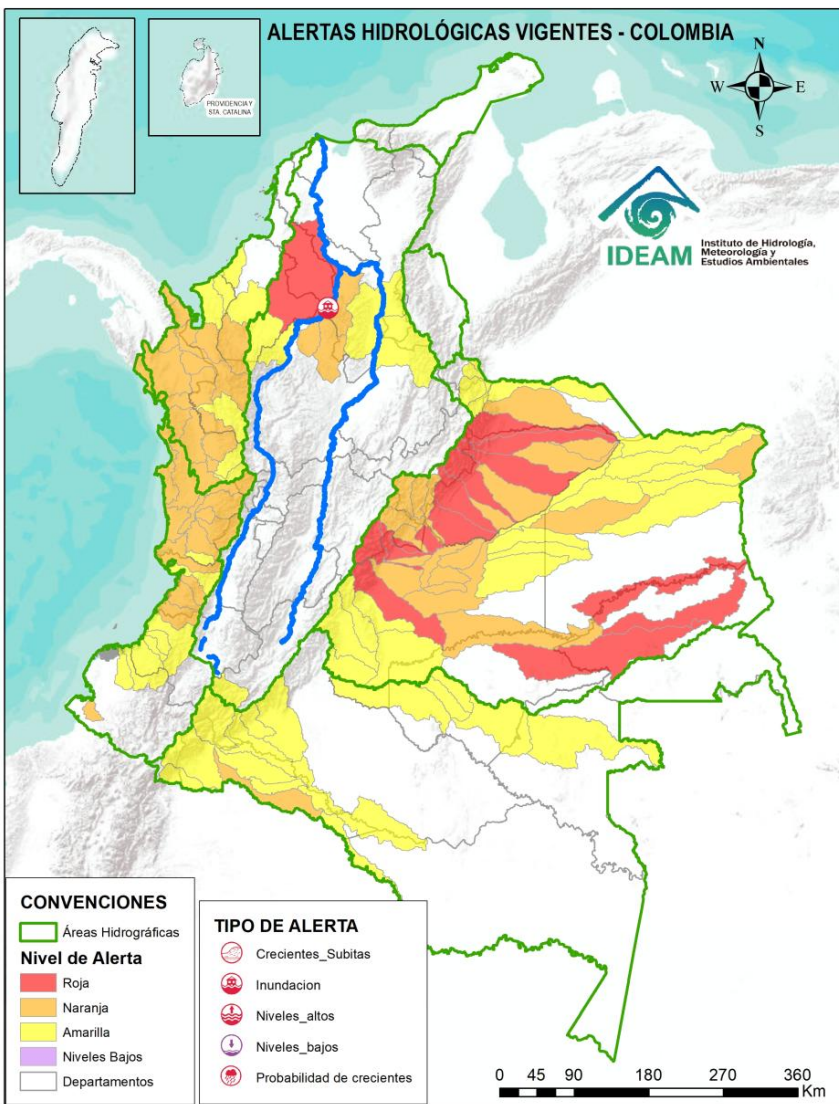 ALERTAS HIDROLÓGICAS VIGENTES - COLOMBIA
PROVIDENCIA Y
STA. CATALINA
N
W
E
S
IDEAM
Instituto de Hidrología,
Meteorología y
Estudios Ambientales
CONVENCIONES
Áreas Hidrográficas
Nivel de Alerta
Roja
Naranja
Amarilla
Niveles Bajos
Departamentos
TIPO DE ALERTA
Crecientes_Subitas
Inundacion
Niveles_altos
Niveles_bajos
Probabilidad de crecientes
0 45 90 180 270 360
Km